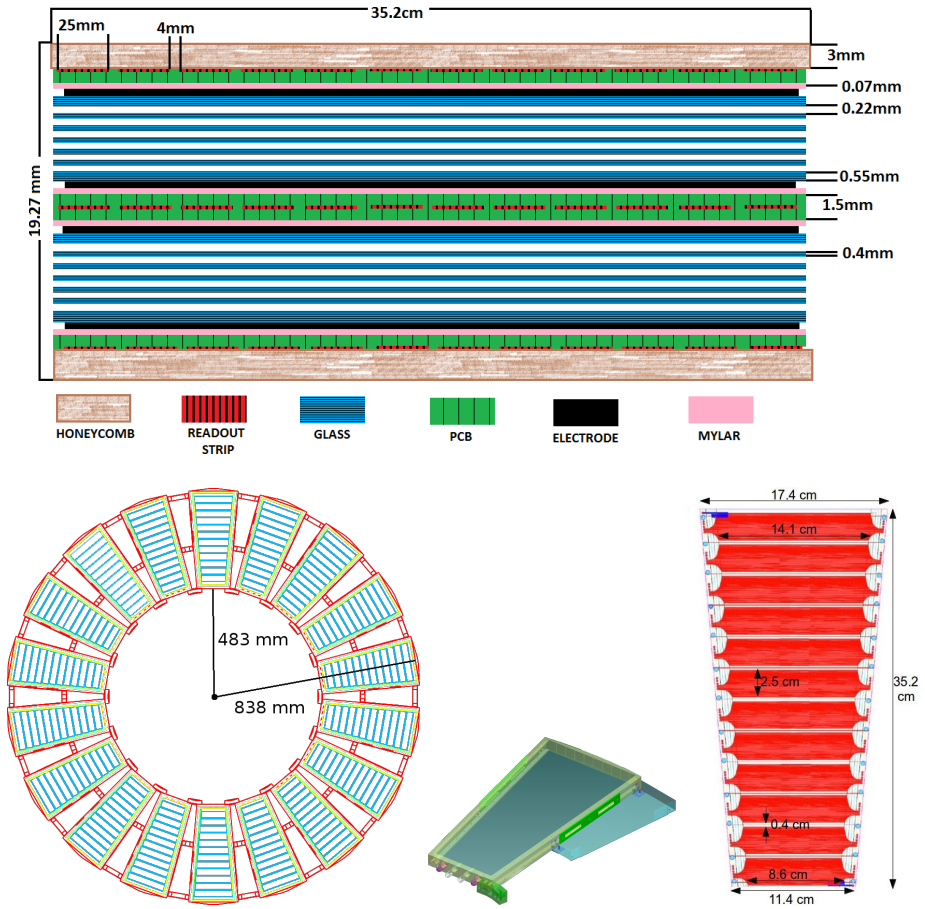 35.2cm
25mm
4mm
3mm
0.07mm
0.22mm
19.27 mm
0.55mm
1.5mm
0.4mm
HONEYCOMB
READOUT
STRIP
GLASS
PCB
ELECTRODE
MYLAR
483 mm
838 mm
17.4 cm
14.1 cm
2.5 cm
35.2
cm
0.4 cm
8.6 cm
11.4 cm